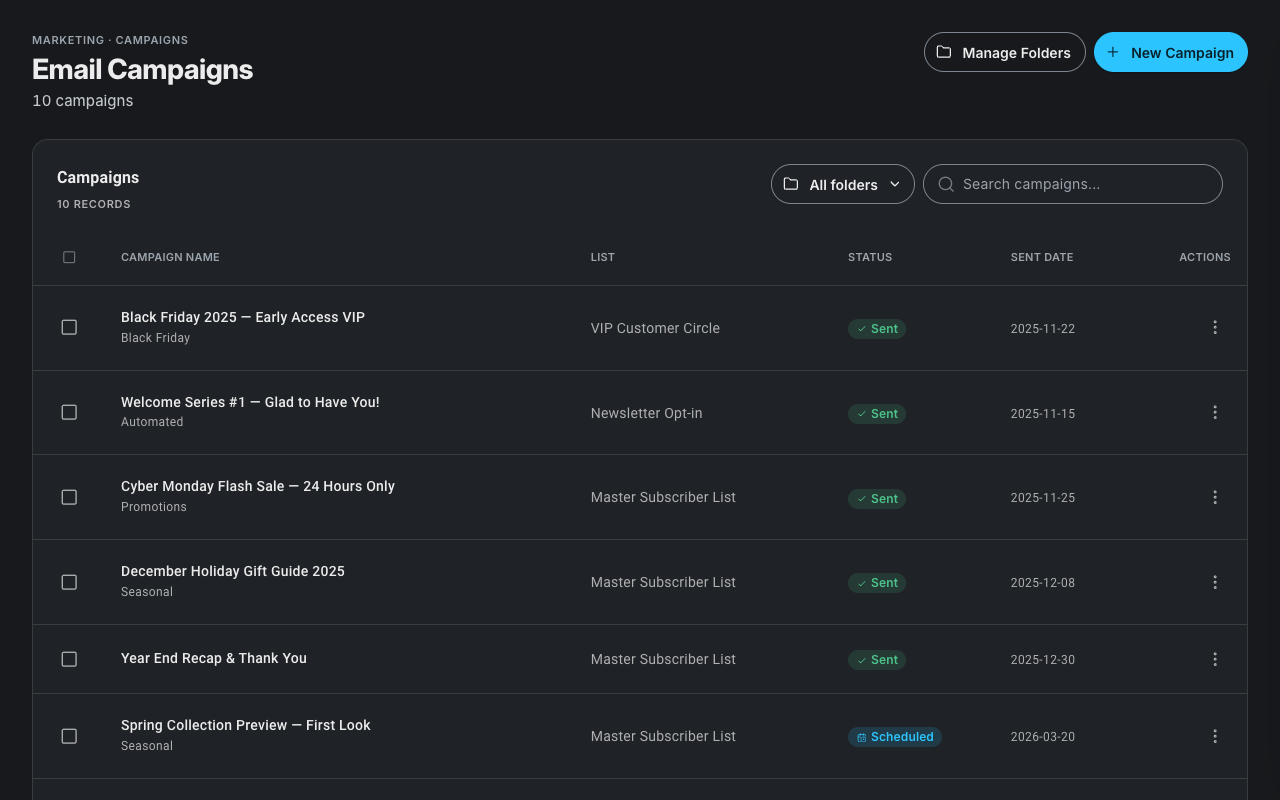 MARKETING · CAMPAIGNS
Email Campaigns
10 campaigns
Manage Folders
New Campaign
Campaigns
10 RECORDS
All folders
Search campaigns...
CAMPAIGN NAME LIST STATUS SENT DATE ACTIONS
Black Friday 2025 — Early Access VIP
Black Friday
VIP Customer Circle
Sent
2025-11-22
Welcome Series #1 — Glad to Have You!
Automated
Newsletter Opt-in
Sent
2025-11-15
Cyber Monday Flash Sale — 24 Hours Only
Promotions
Master Subscriber List
Sent
2025-11-25
December Holiday Gift Guide 2025
Seasonal
Master Subscriber List
Sent
2025-12-08
Year End Recap & Thank You
Master Subscriber List
Sent
2025-12-30
Spring Collection Preview — First Look
Seasonal
Master Subscriber List
Scheduled
2026-03-20